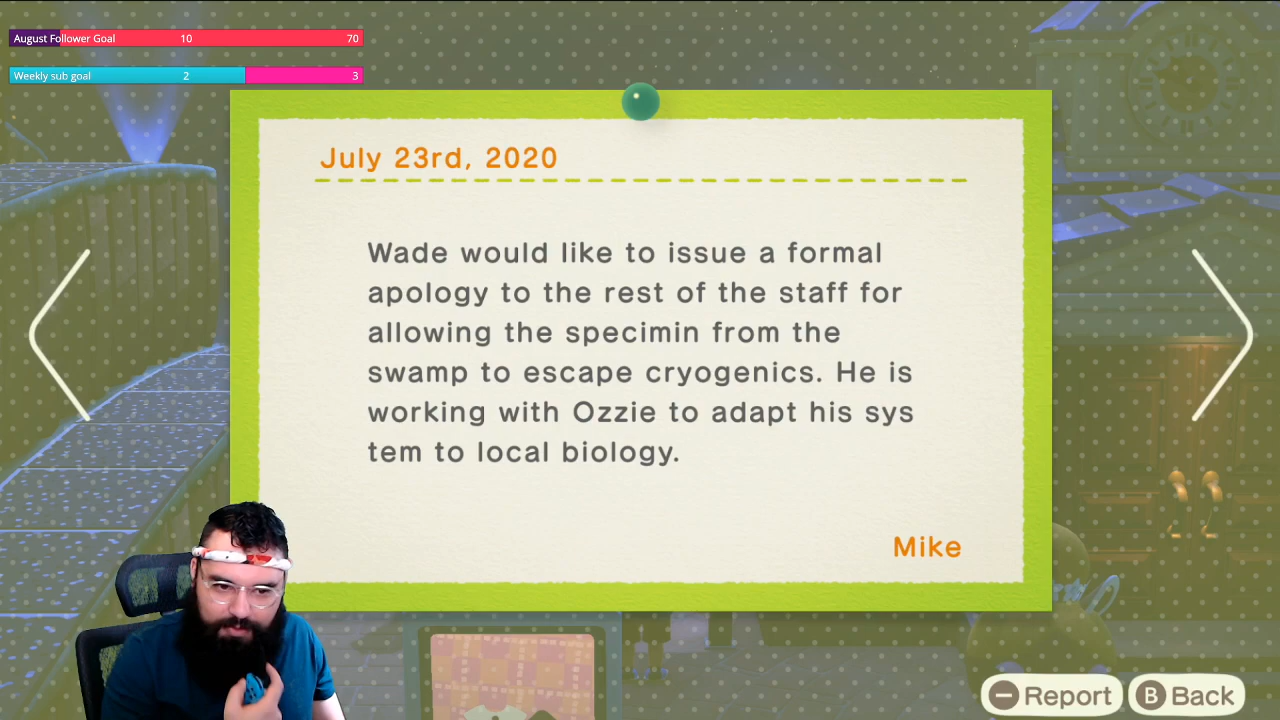 August Follower Goal 10 70
Weekly sub goal 2 3
July 23rd, 2020
Wade would like to issue a formal
apology to the rest of the staff for
allowing the specimin from the
swamp to escape cryogenics. He is
working with Ozzie to adapt his sys
tem to local biology.
Mike
Report B Back